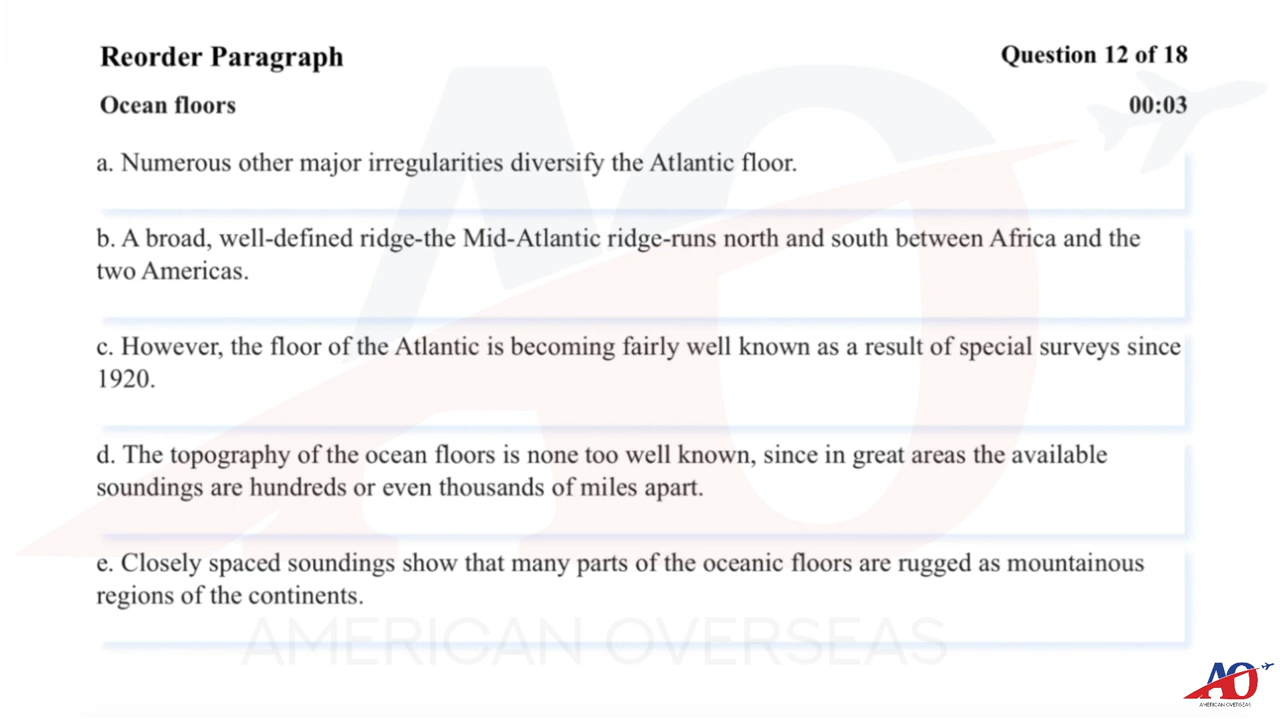 Reorder Paragraph
Question 12 of 18
Ocean floors
00:03
a. Numerous other major irregularities diversify the Atlantic floor.
b. A broad, well-defined ridge-the Mid-Atlantic ridge-runs north and south between Africa and the
two Americas.
c. However, the floor of the Atlantic is becoming fairly well known as a result of special surveys since
1920.
d. The topography of the ocean floors is none too well known, since in great areas the available
soundings are hundreds or even thousands of miles apart.
e. Closely spaced soundings show that many parts of the oceanic floors are rugged as mountainous
regions of the continents.
AO
AMERICAN OVERSEAS
AO
AMERICAN OVERSEAS